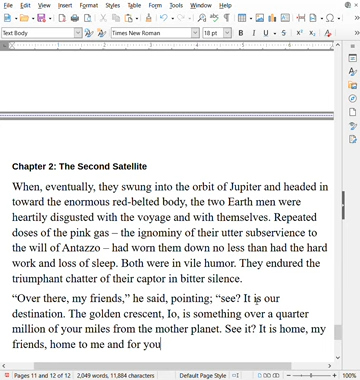 File Edit View Insert Format Styles Table Form Tools Window Help
Text Body Times New Roman 18 pt
Chapter 2: The Second Satellite
When, eventually, they swung into the orbit of Jupiter and headed in
toward the enormous red-belted body, the two Earth men were
heartily disgusted with the voyage and with themselves. Repeated
doses of the pink gas – the ignominy of their utter subservience to
the will of Antazzo – had worn them down no less than had the hard
work and loss of sleep. Both were in vile humor. They endured the
triumphant chatter of their captor in bitter silence.
“Over there, my friends,” he said, pointing; “see? It is our
destination. The golden crescent, Io, is something over a quarter
million of your miles from the mother planet. See it? It is home, my
friends, home to me and for you
Pages 11 and 12 of 12 2,049 words, 11,884 characters Default Page Style 100%